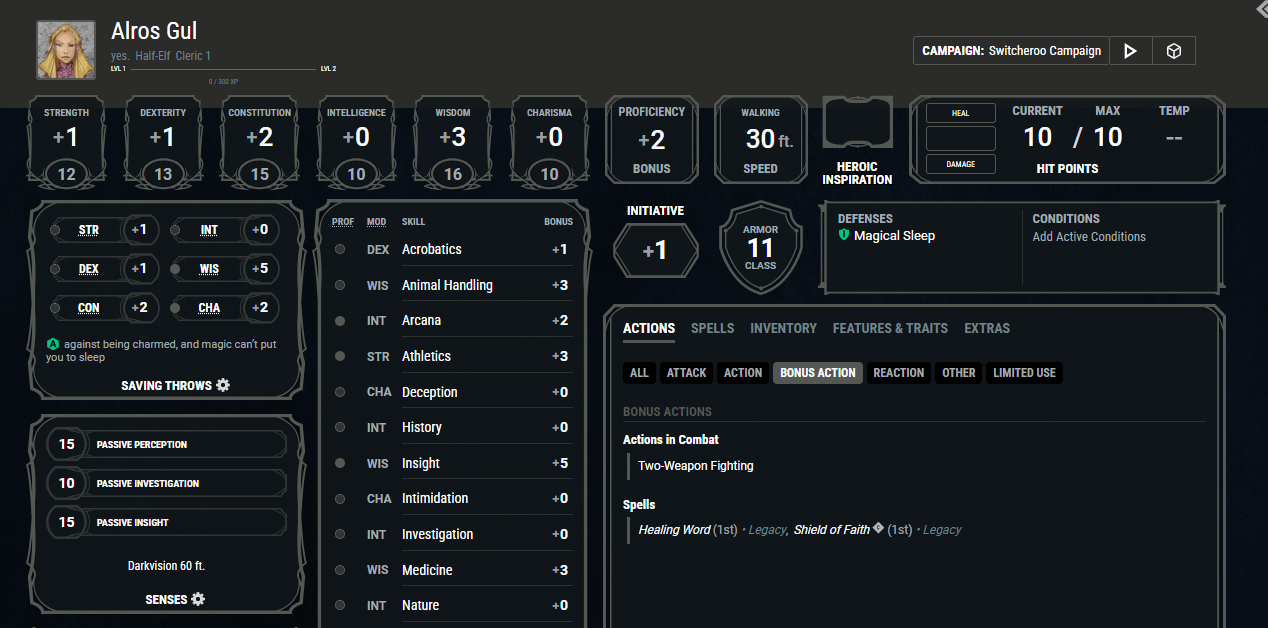 Alros Gul
yes. Half-Elf Cleric 1
LVL 1 LVL 2
0 / 300 XP
CAMPAIGN: Switcheroo Campaign
STRENGTH
+1
12
DEXTERITY
+1
13
CONSTITUTION
+2
15
INTELLIGENCE
+0
10
WISDOM
+3
16
CHARISMA
+0
10
PROFICIENCY
+2
BONUS
WALKING
30 ft.
SPEED
HEROIC
INSPIRATION
HEAL
DAMAGE
CURRENT MAX TEMP
10 / 10 --
HIT POINTS
STR +1
INT +0
DEX +1
WIS +5
CON +2
CHA +2
A against being charmed, and magic can't put
you to sleep
SAVING THROWS
15 PASSIVE PERCEPTION
10 PASSIVE INVESTIGATION
15 PASSIVE INSIGHT
Darkvision 60 ft.
SENSES
PROF MOD SKILL BONUS
DEX Acrobatics +1
WIS Animal Handling +3
INT Arcana +2
STR Athletics +3
CHA Deception +0
INT History +0
WIS Insight +5
CHA Intimidation +0
INT Investigation +0
WIS Medicine +3
INT Nature +0
INITIATIVE
+1
ARMOR
11
CLASS
DEFENSES
Magical Sleep
CONDITIONS
Add Active Conditions
ACTIONS SPELLS INVENTORY FEATURES & TRAITS EXTRAS
ALL ATTACK ACTION BONUS ACTION REACTION OTHER LIMITED USE
BONUS ACTIONS
Actions in Combat
Two-Weapon Fighting
Spells
Healing Word (1st) • Legacy, Shield of Faith C (1st) • Legacy